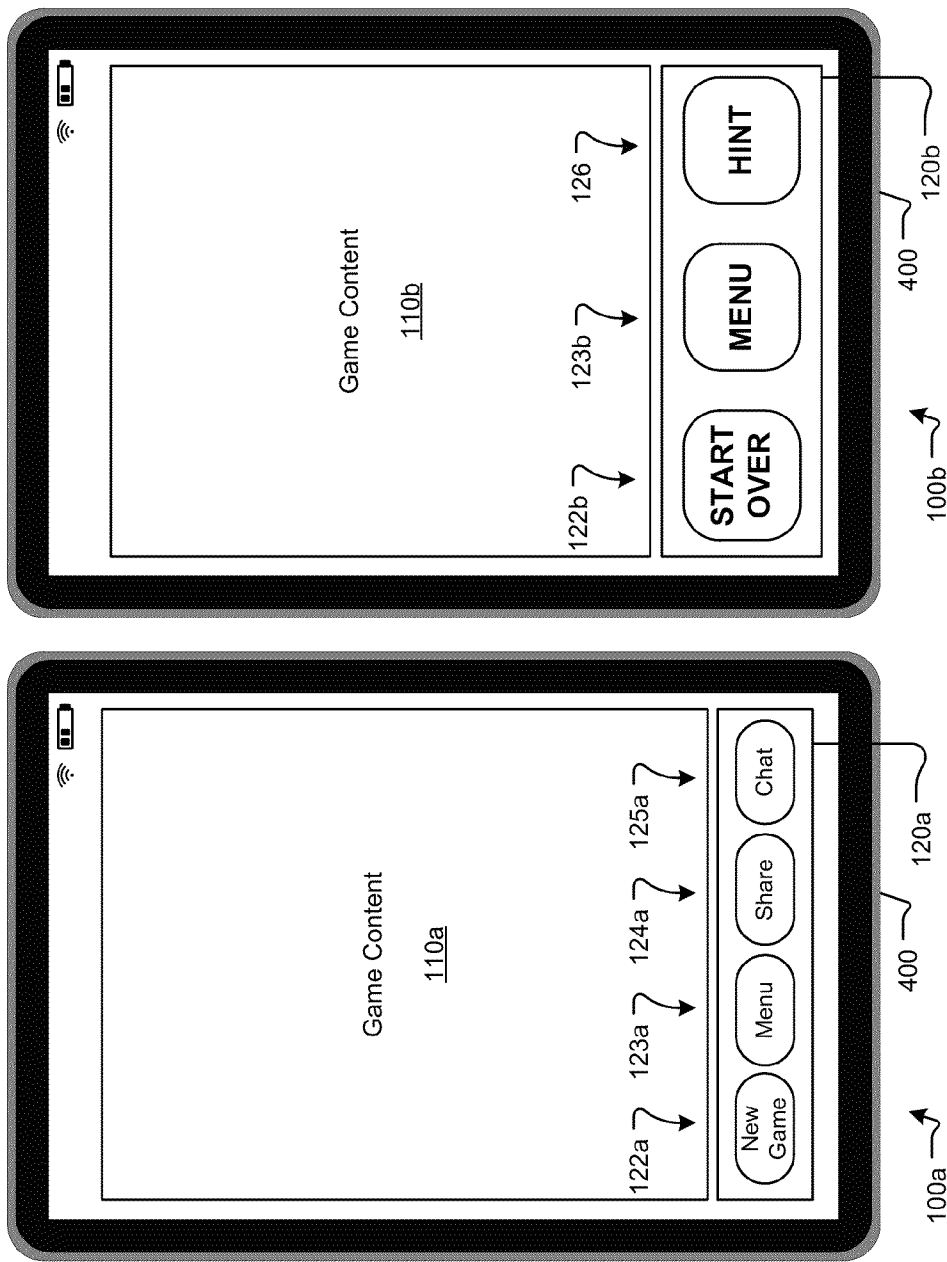 Game Content
110a
122a
123a
124a
125a
New
Game
Menu
Share
Chat
100a
400
120a
Game Content
110b
122b
123b
126
START
OVER
MENU
HINT
100b
400
120b